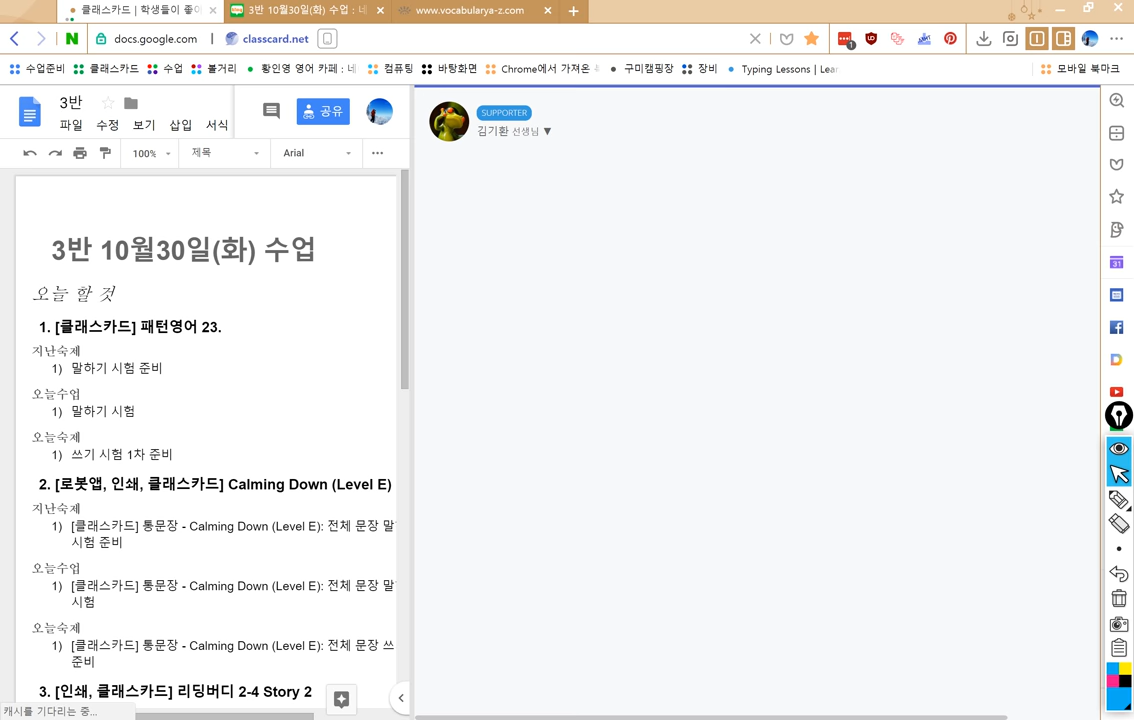 클래스카드 | 학생들이 좋아
3반 10월30일(화) 수업 : 네
www.vocabularya-z.com
N
docs.google.com
classcard.net
수업준비
클래스카드
수업
볼거리
황인영 영어 카페 : 네
컴퓨팅
바탕화면
Chrome에서 가져온
구미캠핑장
장비
Typing Lessons | Lear
모바일 북마크
3반
파일 수정 보기 삽입 서식
공유
100%
제목
Arial
SUPPORTER
김기환 선생님 ▼
3반 10월30일(화) 수업
오늘 할 것
1. [클래스카드] 패턴영어 23.
지난숙제
1) 말하기 시험 준비
오늘수업
1) 말하기 시험
오늘숙제
1) 쓰기 시험 1차 준비
2. [로봇앱, 인쇄, 클래스카드] Calming Down (Level E)
지난숙제
1) [클래스카드] 통문장 - Calming Down (Level E): 전체 문장 말
시험 준비
오늘수업
1) [클래스카드] 통문장 - Calming Down (Level E): 전체 문장 말
시험
오늘숙제
1) [클래스카드] 통문장 - Calming Down (Level E): 전체 문장 쓰
준비
3. [인쇄, 클래스카드] 리딩버디 2-4 Story 2
캐시를 기다리는 중...
31